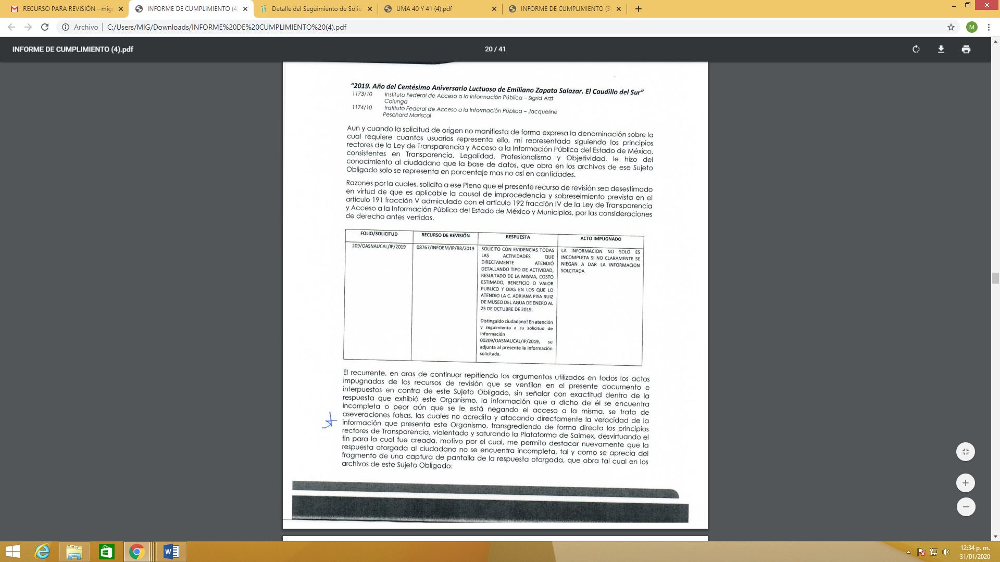 RECURSO PARA REVISIÓN - migc
INFORME DE CUMPLIMIENTO (4)
Detalle del Seguimiento de Solic
UMA 40 Y 41 (4).pdf
INFORME DE CUMPLIMIENTO (3)
Archivo
C:/Users/MIG/Downloads/INFORME%20DE%20CUMPLIMIENTO%20(4).pdf
M
INFORME DE CUMPLIMIENTO (4).pdf
20 / 41
“2019. Año del Centésimo Aniversario Luctuoso de Emiliano Zapata Salazar. El Caudillo del Sur”
1173/10 Instituto Federal de Acceso a la Información Pública – Sigrid Arzt
Colunga
1174/10 Instituto Federal de Acceso a la Información Pública – Jacqueline
Peschard Mariscal
Aun y cuando la solicitud de origen no manifiesta de forma expresa la denominación sobre la
cual requiere cuantos usuarios representa ello, mi representado siguiendo los principios
rectores de la Ley de Transparencia y Acceso a la Información Pública del Estado de México,
consistentes en Transparencia, Legalidad, Profesionalismo y Objetividad, le hizo del
conocimiento al ciudadano que la base de datos, que obra en los archivos de ese Sujeto
Obligado solo se representa en porcentaje mas no así en cantidades.
Razones por la cuales, solicito a ese Pleno que el presente recurso de revisión sea desestimado
en virtud de que es aplicable la causal de improcedencia y sobreseimiento prevista en el
artículo 191 fracción V admiculado con el artículo 192 fracción IV de la Ley de Transparencia
y Acceso a la Información Pública del Estado de México y Municipios, por las consideraciones
de derecho antes vertidas.
FOLIO/SOLICITUD
RECURSO DE REVISIÓN
RESPUESTA
ACTO IMPUGNADO
209/OASNAUCAL/IP/2019
08767/INFOEM/IP/RR/2019
SOLICITO CON EVIDENCIAS TODAS
LAS ACTIVIDADES QUE
DIRECTAMENTE ATENDIÓ
DETALLANDO TIPO DE ACTIVIDAD,
RESULTADO DE LA MISMA, COSTO
ESTIMADO, BENEFICIO O VALOR
PUBLICO Y DIAS EN LOS QUE LO
ATENDIO LA C. ADRIANA PISA RUIZ
DE MUSEO DEL AGUA DE ENERO AL
25 DE OCTUBRE DE 2019.
Distinguido ciudadano! En atención
y seguimiento a su solicitud de
información
00209/OASNAUCAL/IP/2019, se
adjunta al presente la información
solicitada.
LA INFORMACION NO SOLO ES
INCOMPLETA SI NO CLARAMENTE SE
NIEGAN A DAR LA INFORMACION
SOLCITADA
El recurrente, en aras de continuar repitiendo los argumentos utilizados en todos los actos
impugnados de los recursos de revisión que se ventilan en el presente documento e
interpuestos en contra de este Sujeto Obligado, sin señalar con exactitud dentro de la
respuesta que exhibió este Organismo, la información que a dicho de él se encuentra
incompleta o peor aún que se le está negando el acceso a la misma, se trata de
aseveraciones falsas, las cuales no acredita y atacando directamente la veracidad de la
información que presenta este Organismo, transgrediendo de forma directa los principios
rectores de Transparencia, violentado y saturando la Plataforma de Saimex, desvirtuando el
fin para la cual fue creada, motivo por el cual, me permito destacar nuevamente que la
respuesta otorgada al ciudadano no se encuentra incompleta, tal y como se aprecia del
fragmento de una captura de pantalla de la respuesta otorgada, que obra tal cual en los
archivos de este Sujeto Obligado:
12:34 p. m.
31/01/2020